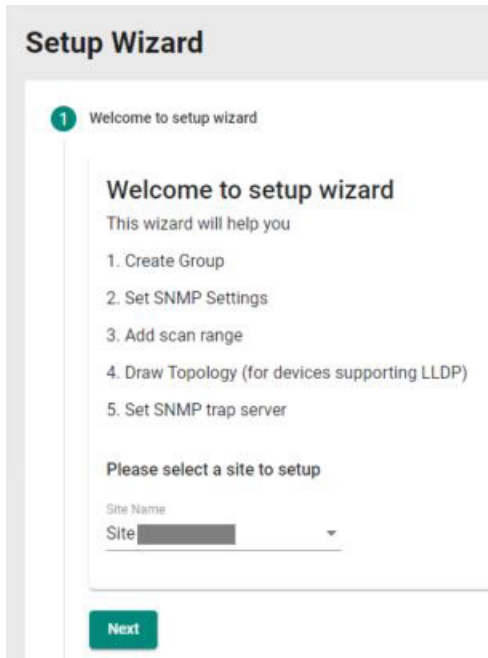 Setup Wizard
1 Welcome to setup wizard
Welcome to setup wizard
This wizard will help you
1. Create Group
2. Set SNMP Settings
3. Add scan range
4. Draw Topology (for devices supporting LLDP)
5. Set SNMP trap server
Please select a site to setup
Site Name
Site
Next